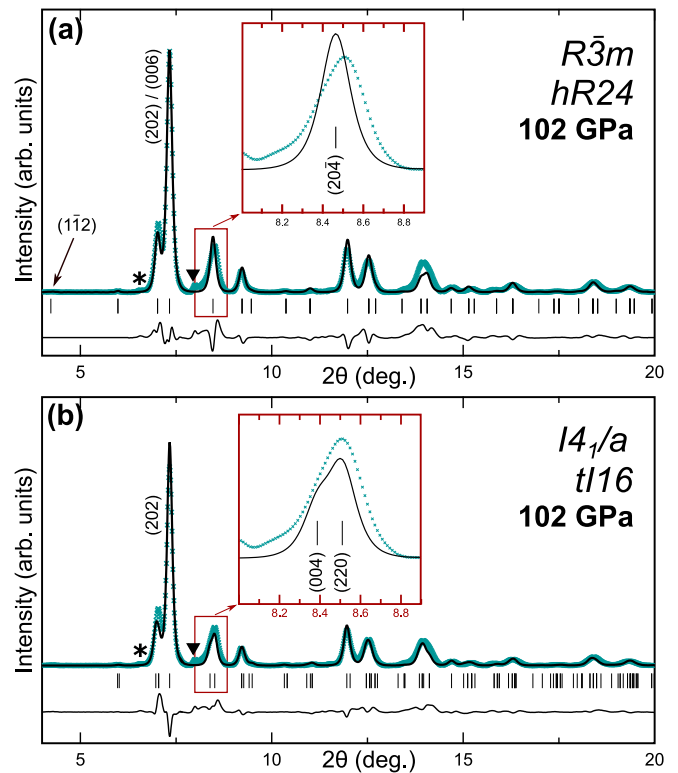 (a)
R3̄m
hR24
102 GPa
(202) / (006)
(11̄2)
*
(204̄)
8.2 8.4 8.6 8.8
Intensity (arb. units)
5 10 15 20
2θ (deg.)
(b)
I4₁/a
tI16
102 GPa
(202)
*
(004)
(220)
8.2 8.4 8.6 8.8
Intensity (arb. units)
5 10 15 20
2θ (deg.)